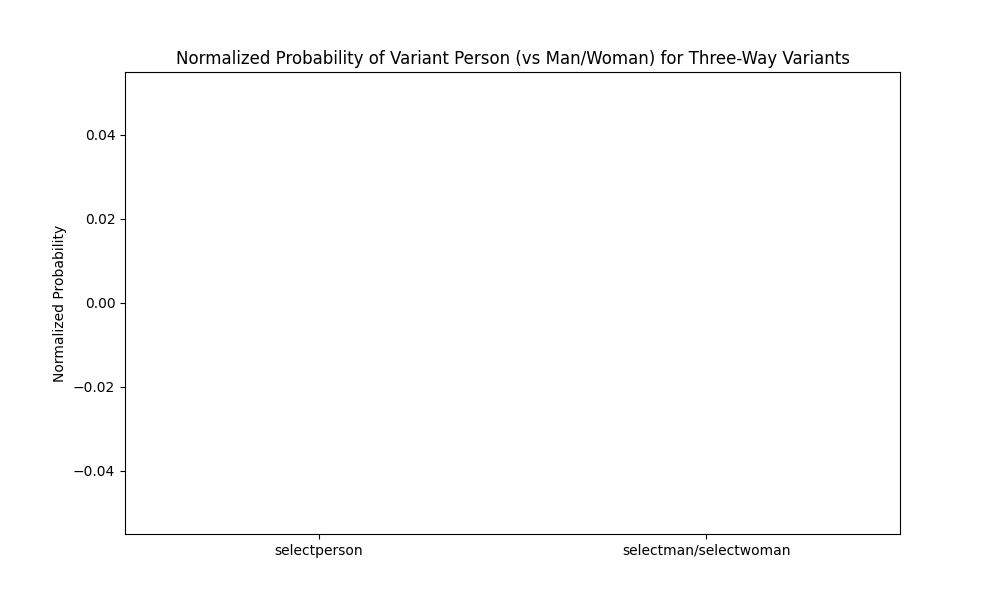 Normalized Probability of Variant Person (vs Man/Woman) for Three-Way Variants
0.04
0.02
0.00
−0.02
−0.04
Normalized Probability
selectperson
selectman/selectwoman